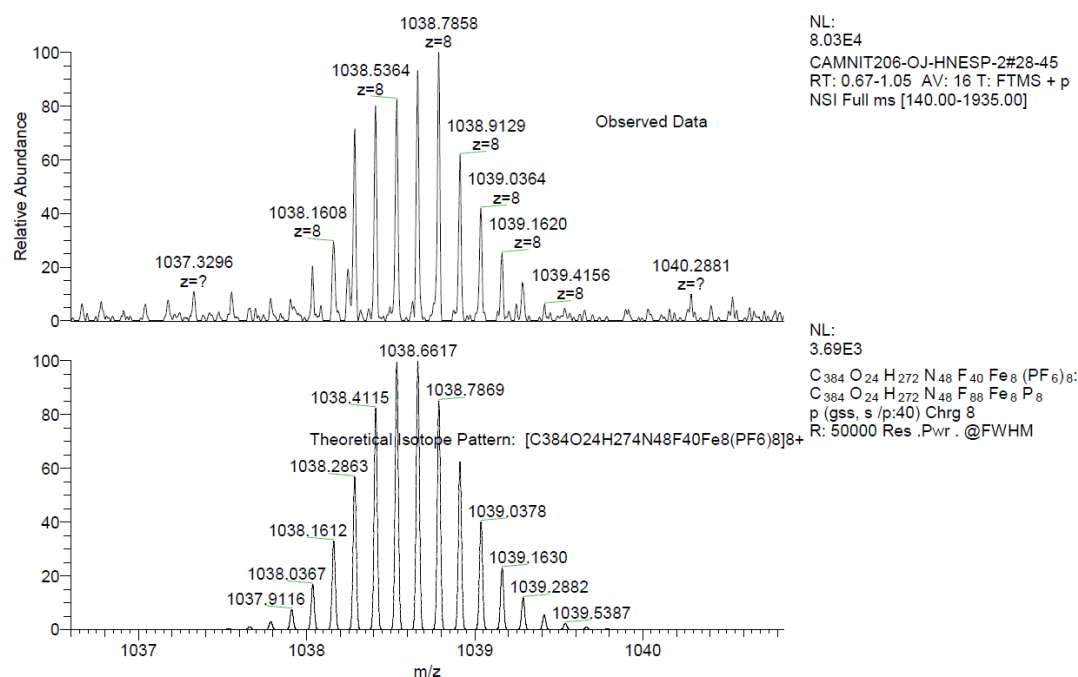 NL:
8.03E4
CAMNIT206-OJ-HNESP-2#28-45
RT: 0.67-1.05 AV: 16 T: FTMS + p
NSI Full ms [140.00-1935.00]
1038.7858
z=8
100
1038.5364
z=8
80
Observed Data
1038.9129
z=8
60
Relative Abundance
1039.0364
z=8
40
1038.1608
z=8
1039.1620
z=8
20
1037.3296
z=?
1039.4156
z=8
1040.2881
z=?
0
NL:
3.69E3
C384 O24 H272 N48 F40 Fe8 (PF6)8:
C384 O24 H272 N48 F88 Fe8 P8
p (gss, s /p:40) Chrg 8
R: 50000 Res .Pwr . @FWHM
1038.6617
100
1038.7869
1038.4115
80
Theoretical Isotope Pattern: [C384O24H274N48F40Fe8(PF6)8]8+
1038.2863
60
1039.0378
40
1038.1612
1039.1630
20
1038.0367
1039.2882
1037.9116
1039.5387
0
1037
1038
1039
1040
m/z